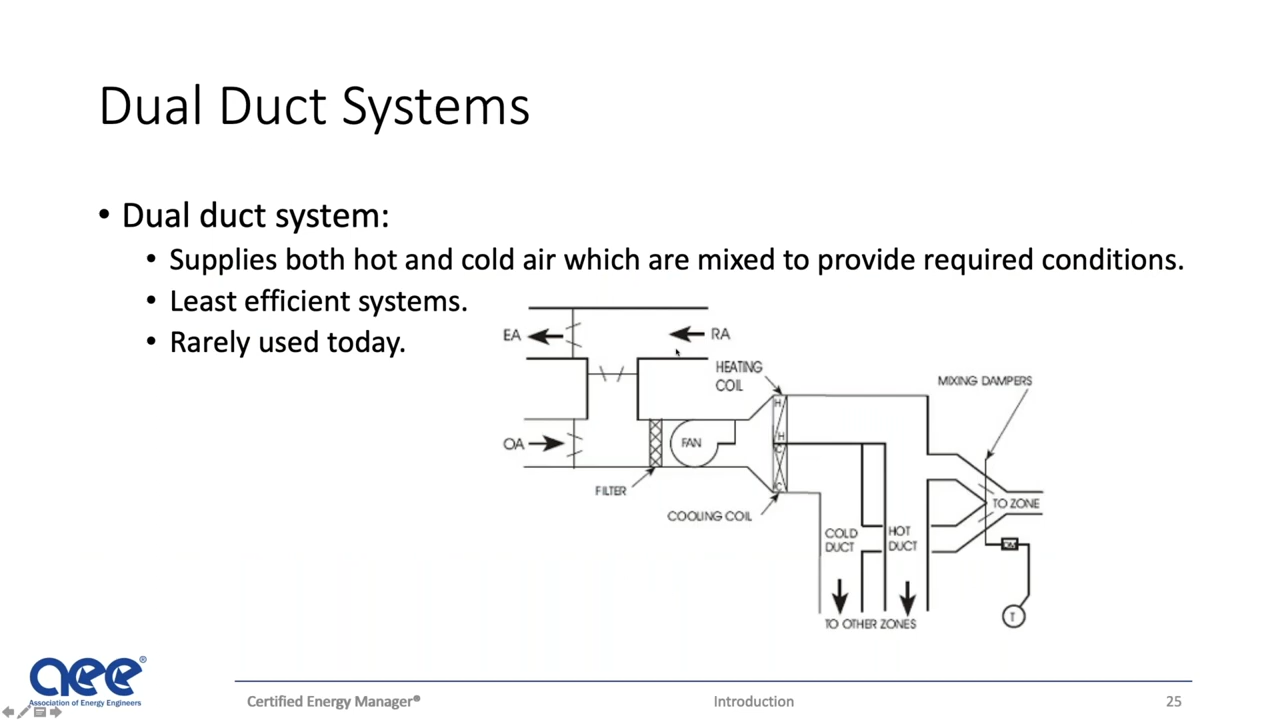 Dual Duct Systems
• Dual duct system:
• Supplies both hot and cold air which are mixed to provide required conditions.
• Least efficient systems.
• Rarely used today.
EA
RA
HEATING
COIL
MIXING DAMPERS
OA
FAN
H
H
C
C
FILTER
COOLING COIL
TO ZONE
COLD
DUCT
HOT
DUCT
DM
T
TO OTHER ZONES
aee®
Association of Energy Engineers
Certified Energy Manager®
Introduction
25